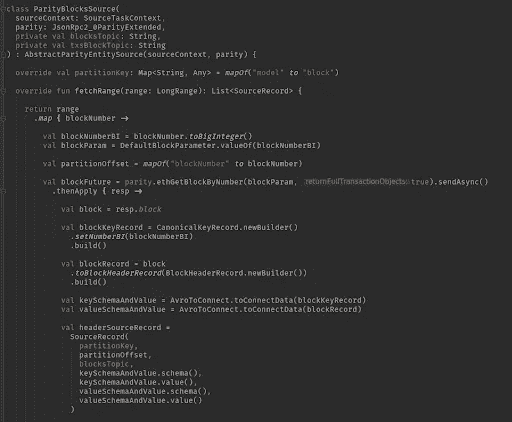 class ParityBlocksSource(
  sourceContext: SourceTaskContext,
  parity: JsonRpc2_0ParityExtended,
  private val blocksTopic: String,
  private val txsBlockTopic: String
) : AbstractParityEntitySource(sourceContext, parity) {
  override val partitionKey: Map<String, Any> = mapOf("model" to "block")
  override fun fetchRange(range: LongRange): List<SourceRecord> {
    return range
      .map { blockNumber →
        val blockNumberBI = blockNumber.toBigInteger()
        val blockParam = DefaultBlockParameter.valueOf(blockNumberBI)
        val partitionOffset = mapOf("blockNumber" to blockNumber)
        val blockFuture = parity.ethGetBlockByNumber(blockParam, returnFullTransactionObjects: true).sendAsync()
          .thenApply { resp →
            val block = resp.block
            val blockKeyRecord = CanonicalKeyRecord.newBuilder()
              .setNumberBI(blockNumberBI)
              .build()
            val blockRecord = block
              .toBlockHeaderRecord(BlockHeaderRecord.newBuilder())
              .build()
            val keySchemaAndValue = AvroToConnect.toConnectData(blockKeyRecord)
            val valueSchemaAndValue = AvroToConnect.toConnectData(blockRecord)
            val headerSourceRecord =
              SourceRecord(
                partitionKey,
                partitionOffset,
                blocksTopic,
                keySchemaAndValue.schema(),
                keySchemaAndValue.value(),
                valueSchemaAndValue.schema(),
                valueSchemaAndValue.value()
              )